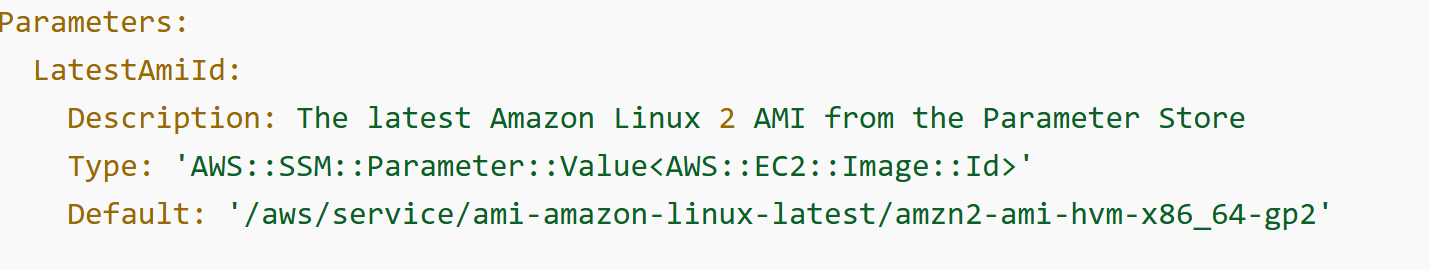 Parameters:
  LatestAmiId:
    Description: The latest Amazon Linux 2 AMI from the Parameter Store
    Type: 'AWS::SSM::Parameter::Value<AWS::EC2::Image::Id>'
    Default: '/aws/service/ami-amazon-linux-latest/amzn2-ami-hvm-x86_64-gp2'